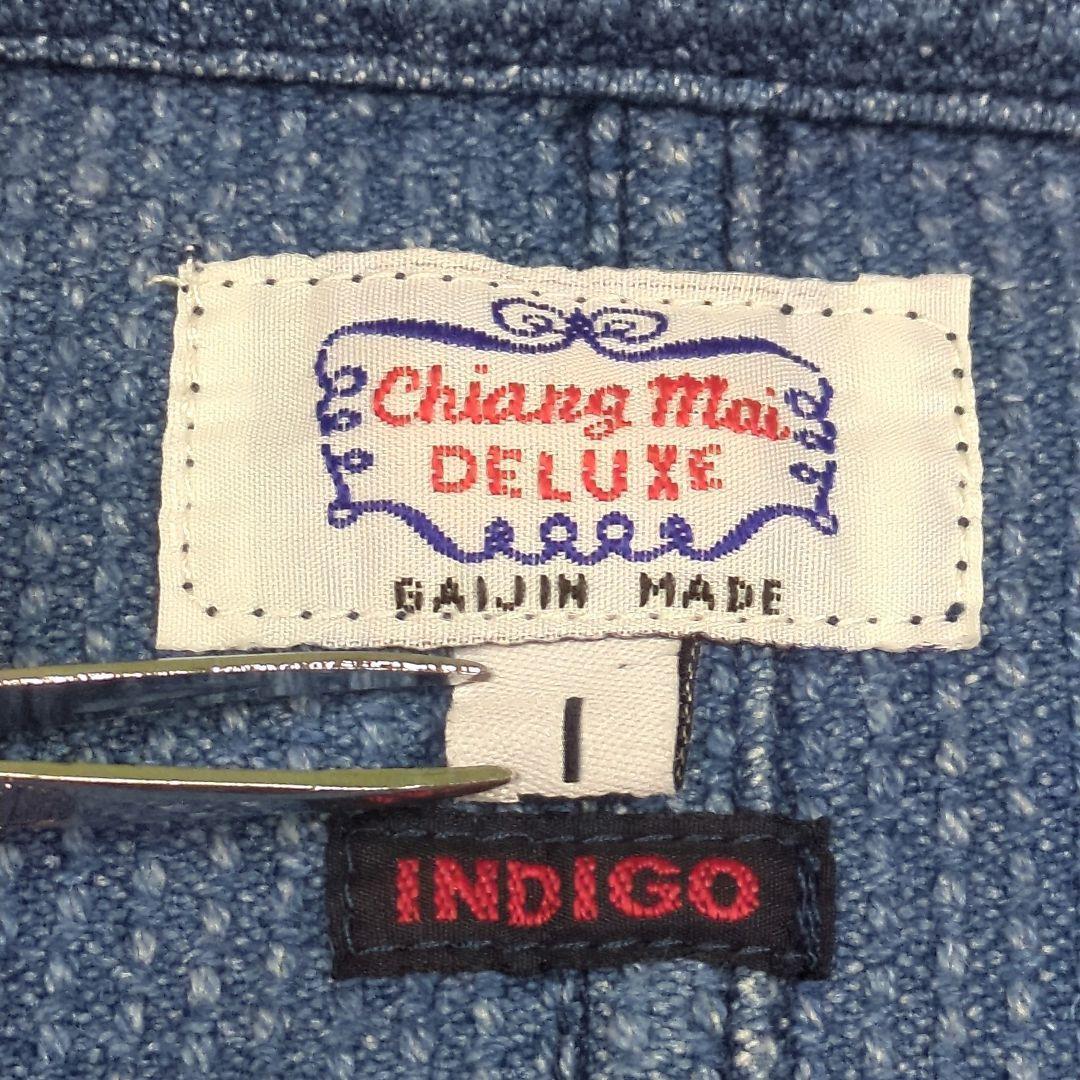 Chiang Mai
DELUXE
GAIJIN MADE
I
INDIGO